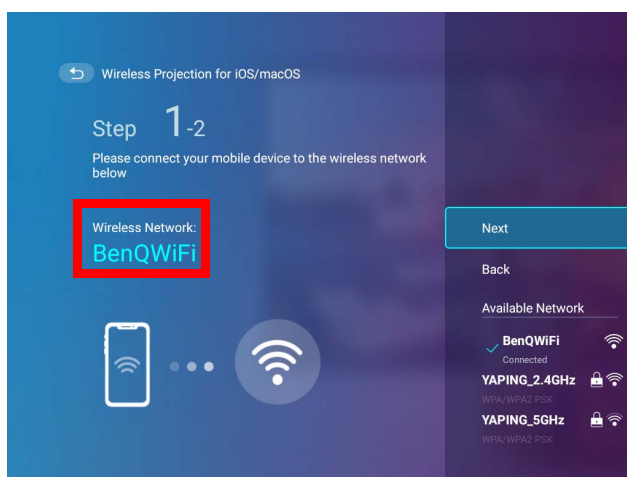 Wireless Projection for iOS/macOS
Step 1-2
Please connect your mobile device to the wireless network
below
Wireless Network:
BenQWiFi
Next
Back
Available Network
BenQWiFi
Connected
YAPING_2.4GHz
WPA/WPA2 PSK
YAPING_5GHz
WPA/WPA2 PSK